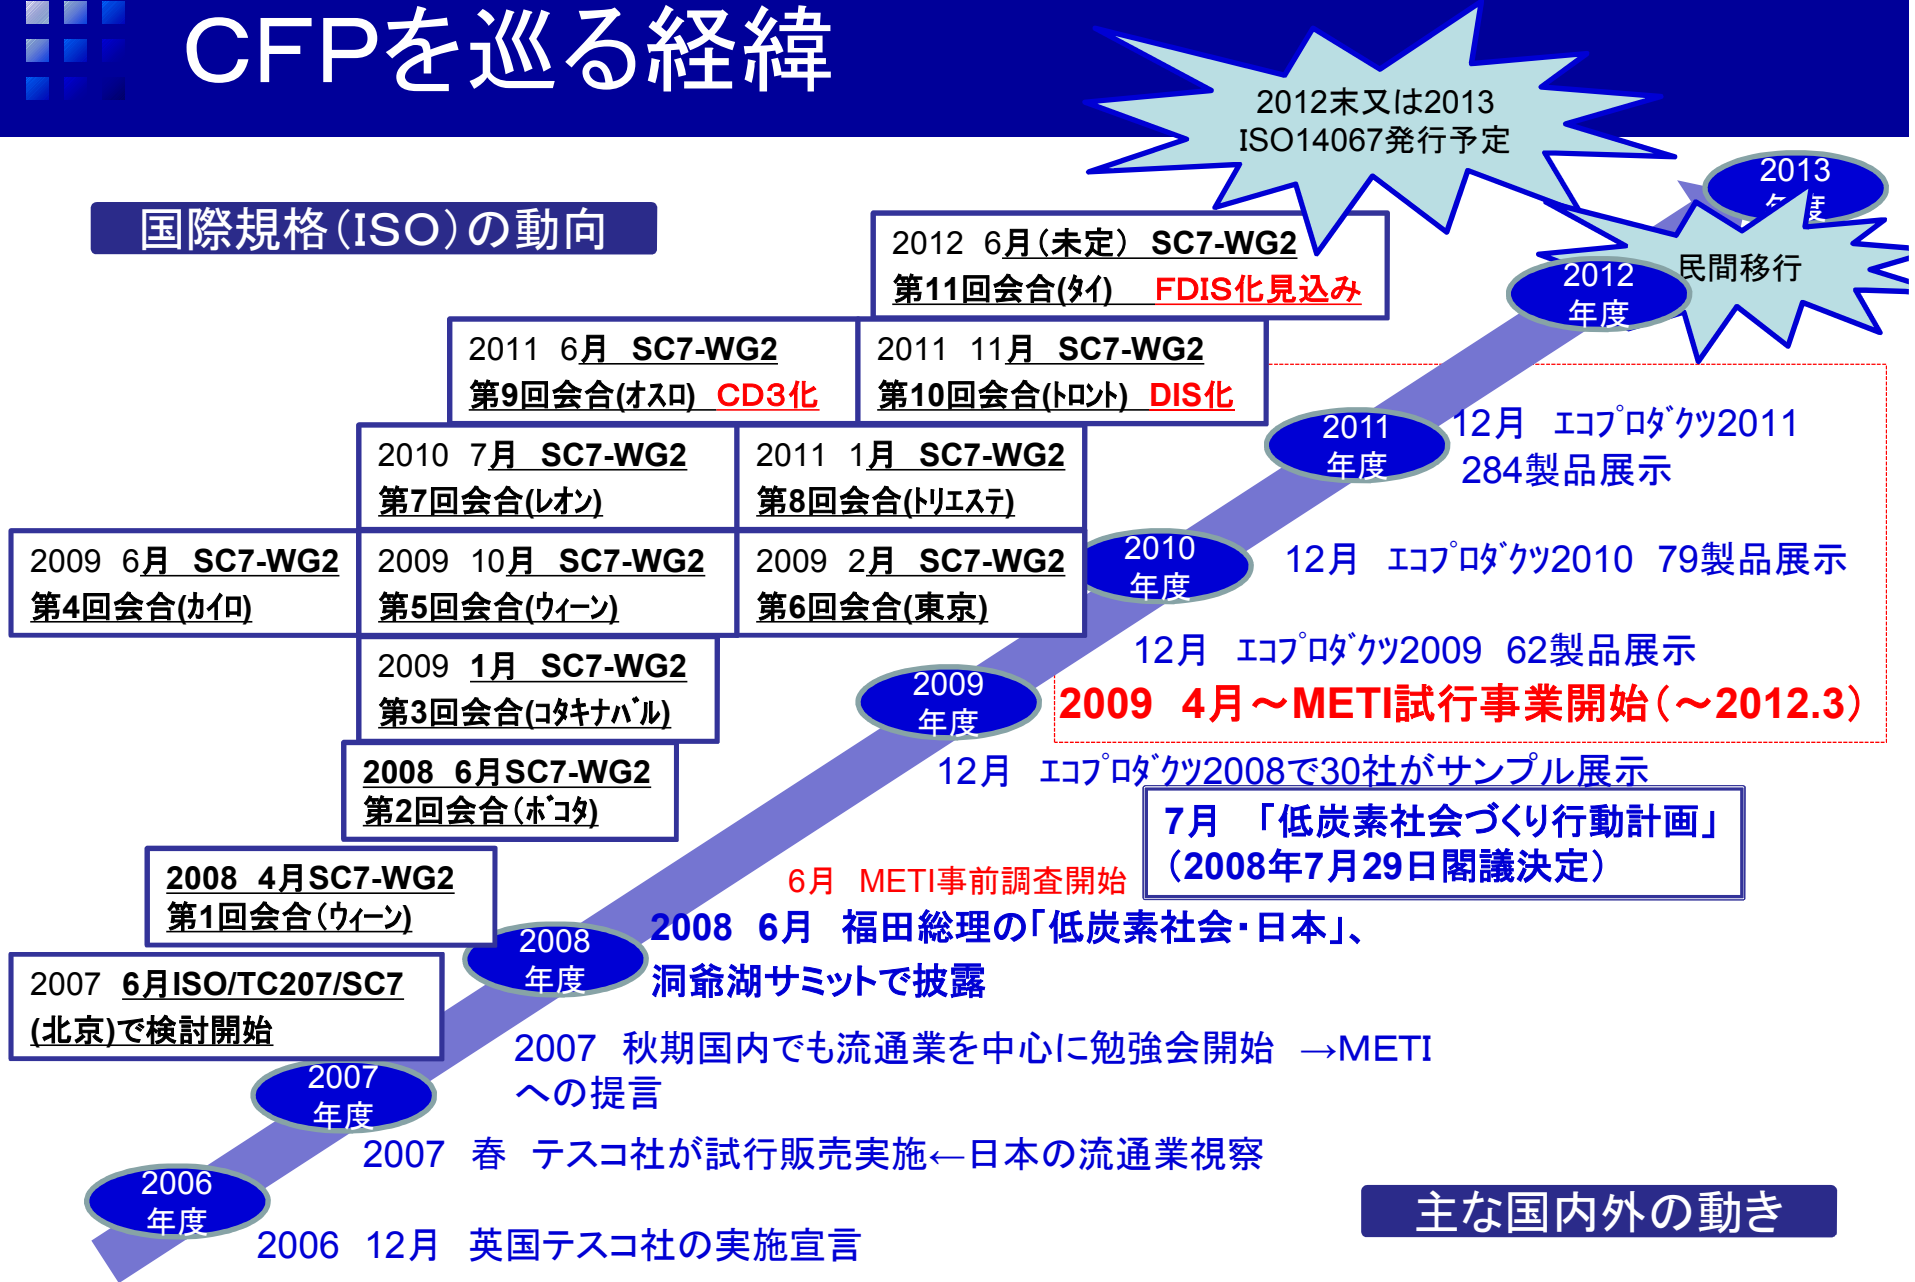 CFPを巡る経緯
2012末又は2013
ISO14067発行予定
2013
年度
国際規格(ISO)の動向
2012 6月(未定) SC7-WG2
第11回会合(ﾀｲ) FDIS化見込み
民間移行
2012
年度
2011 6月 SC7-WG2
第9回会合(ｵｽﾛ) CD3化
2011 11月 SC7-WG2
第10回会合(ﾄﾛﾝﾄ) DIS化
2011
年度
12月 ｴｺﾌﾟﾛﾀﾞｸﾂ2011
284製品展示
2010 7月 SC7-WG2
第7回会合(ﾚｵﾝ)
2011 1月 SC7-WG2
第8回会合(ﾄﾘｴｽﾃ)
2009 6月 SC7-WG2
第4回会合(ｶｲﾛ)
2009 10月 SC7-WG2
第5回会合(ｳｨｰﾝ)
2009 2月 SC7-WG2
第6回会合(東京)
2010
年度
12月 ｴｺﾌﾟﾛﾀﾞｸﾂ2010 79製品展示
12月 ｴｺﾌﾟﾛﾀﾞｸﾂ2009 62製品展示
2009 1月 SC7-WG2
第3回会合(ｺﾀｷﾅﾊﾞﾙ)
2009
年度
2009 4月～METI試行事業開始(～2012.3)
2008 6月SC7-WG2
第2回会合(ﾎﾞｺﾀ)
12月 ｴｺﾌﾟﾛﾀﾞｸﾂ2008で30社がサンプル展示
7月 「低炭素社会づくり行動計画」
(2008年7月29日閣議決定)
2008 4月SC7-WG2
第1回会合(ｳｨｰﾝ)
6月 METI事前調査開始
2008
年度
2008 6月 福田総理の「低炭素社会・日本」、
洞爺湖サミットで披露
2007 6月ISO/TC207/SC7
(北京)で検討開始
2007 秋期国内でも流通業を中心に勉強会開始 →METI
への提言
2007
年度
2007 春 テスコ社が試行販売実施←日本の流通業視察
2006
年度
2006 12月 英国テスコ社の実施宣言
主な国内外の動き